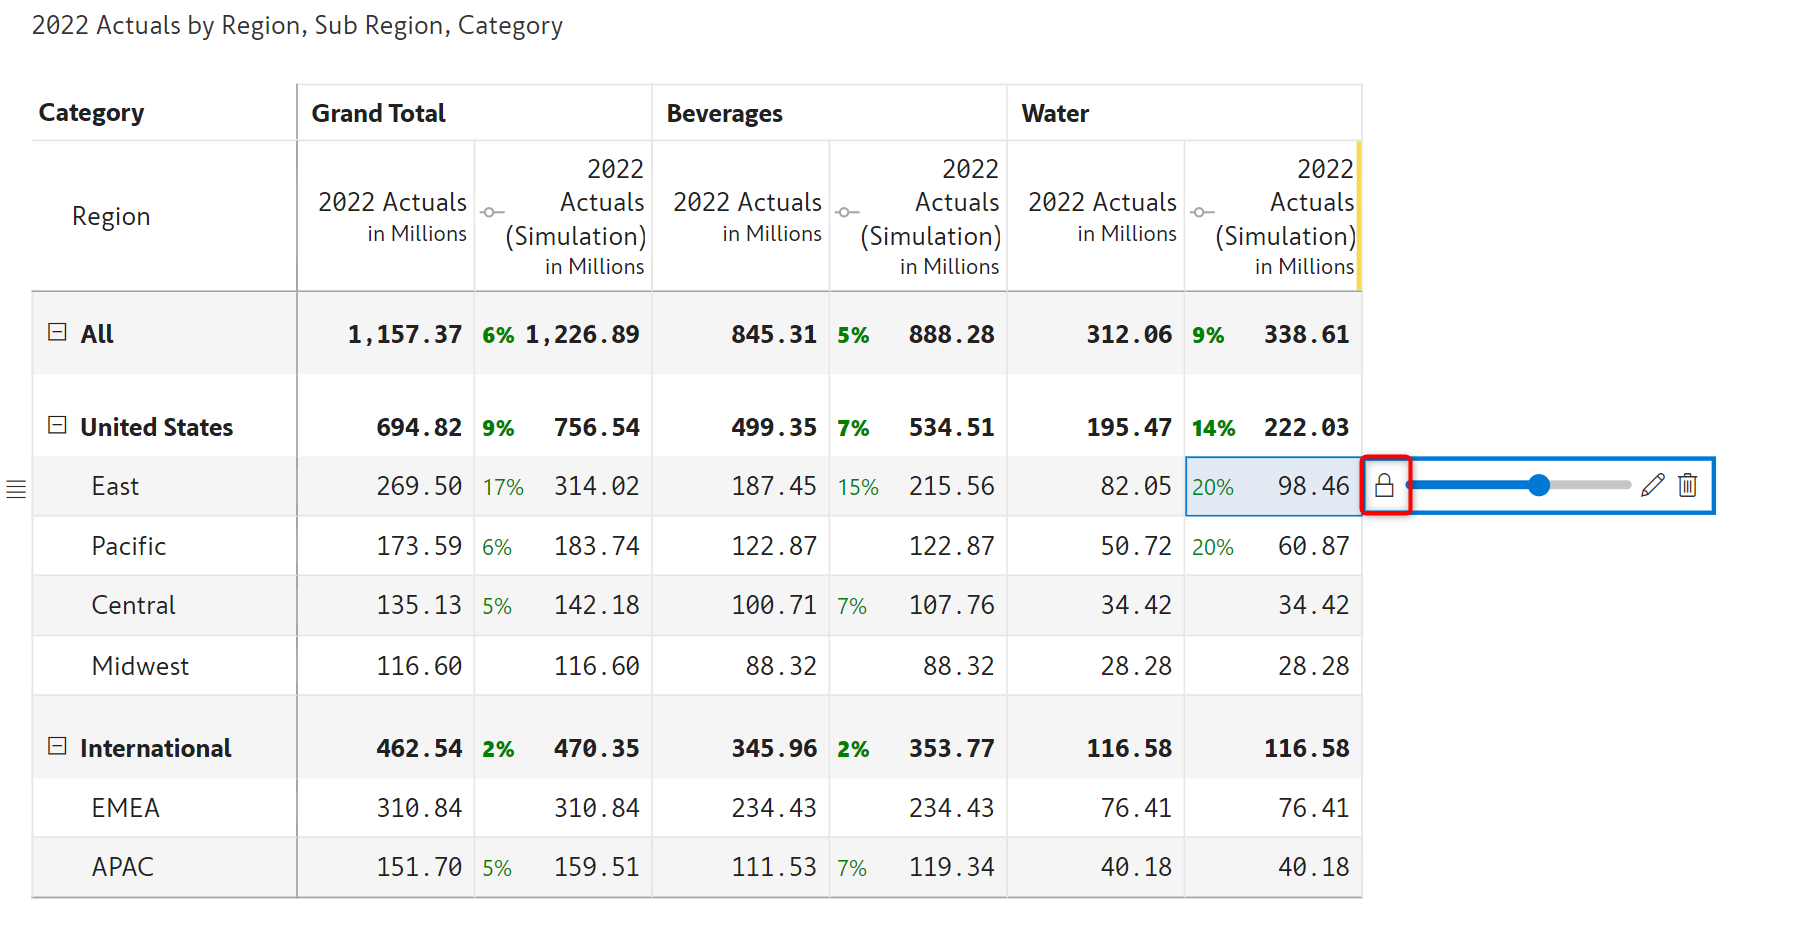 2022 Actuals by Region, Sub Region, Category
Category Grand Total Beverages Water
Region 2022 Actuals in Millions 2022 Actuals (Simulation) in Millions 2022 Actuals in Millions 2022 Actuals (Simulation) in Millions 2022 Actuals in Millions 2022 Actuals (Simulation) in Millions
All 1,157.37 6% 1,226.89 845.31 5% 888.28 312.06 9% 338.61
United States 694.82 9% 756.54 499.35 7% 534.51 195.47 14% 222.03
East 269.50 17% 314.02 187.45 15% 215.56 82.05 20% 98.46
Pacific 173.59 6% 183.74 122.87 122.87 50.72 20% 60.87
Central 135.13 5% 142.18 100.71 7% 107.76 34.42 34.42
Midwest 116.60 116.60 88.32 88.32 28.28 28.28
International 462.54 2% 470.35 345.96 2% 353.77 116.58 116.58
EMEA 310.84 310.84 234.43 234.43 76.41 76.41
APAC 151.70 5% 159.51 111.53 7% 119.34 40.18 40.18